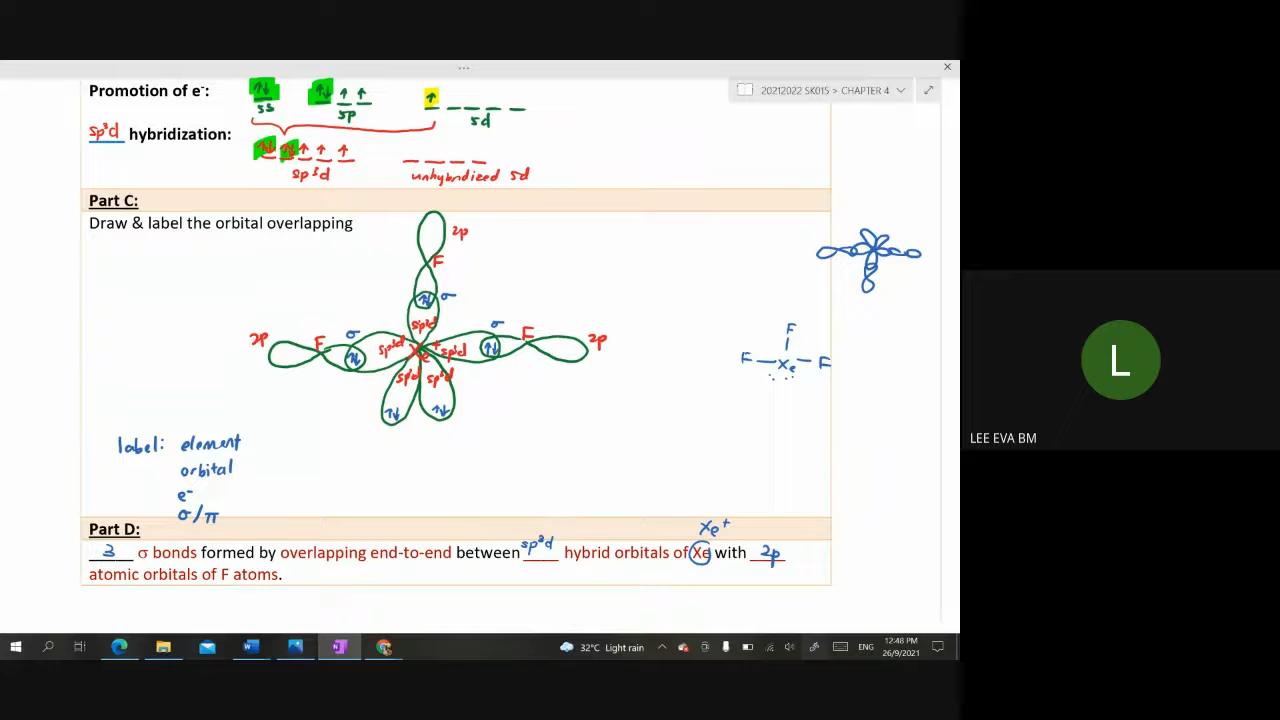 20212022 SK015 > CHAPTER 4
Promotion of e⁻:
5s
5p
5d
sp³d hybridization:
sp³d
unhybridized 5d
Part C:
Draw & label the orbital overlapping
2p
F
σ
sp³d
2p F σ sp³d Xe + sp³d σ F 2p
sp³d sp³d
F
F Xe F
label: element
orbital
e⁻
σ/π
Part D:
Xe⁺
3 σ bonds formed by overlapping end-to-end between sp³d hybrid orbitals of Xe with 2p
atomic orbitals of F atoms.
L
LEE EVA BM
32°C Light rain
ENG
12:48 PM
26/9/2021